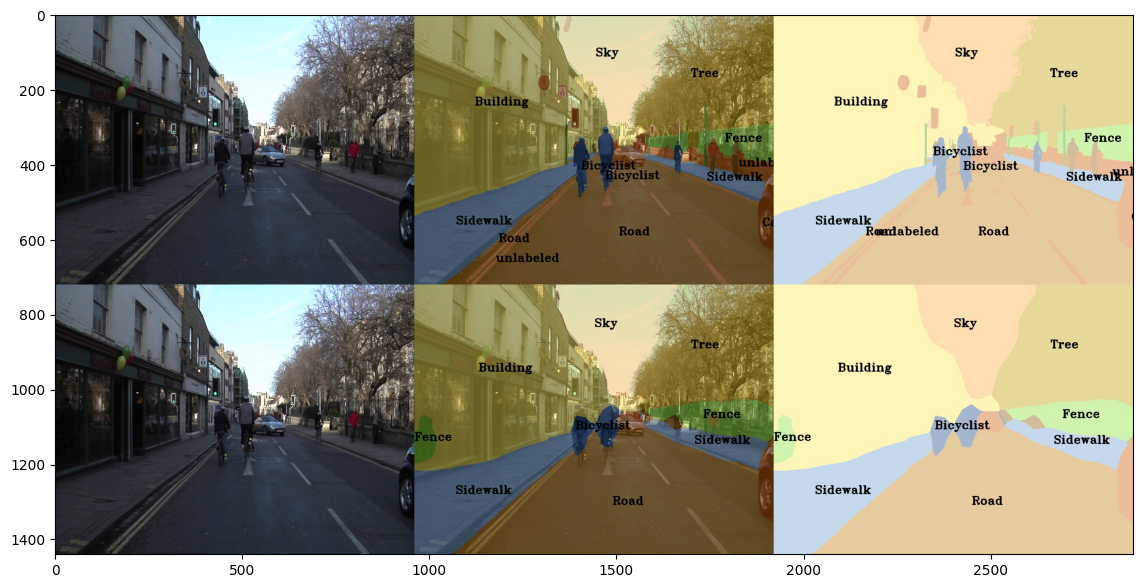 0
200
400
600
800
1000
1200
1400
0 500 1000 1500 2000 2500
Sky
Tree
Building
Fence
Bicyclist
unlab
Bicyclist
Sidewalk
Sidewalk
Road
Road
unlabeled
Sky
Tree
Building
Fence
Bicyclist
Bicyclist
Sidewalk
Sidewalk
unlabeled
Road
Sky
Tree
Building
Fence
Bicyclist
Fence
Sidewalk
Sidewalk
Road
Sky
Tree
Building
Fence
Bicyclist
Fence
Sidewalk
Sidewalk
Road